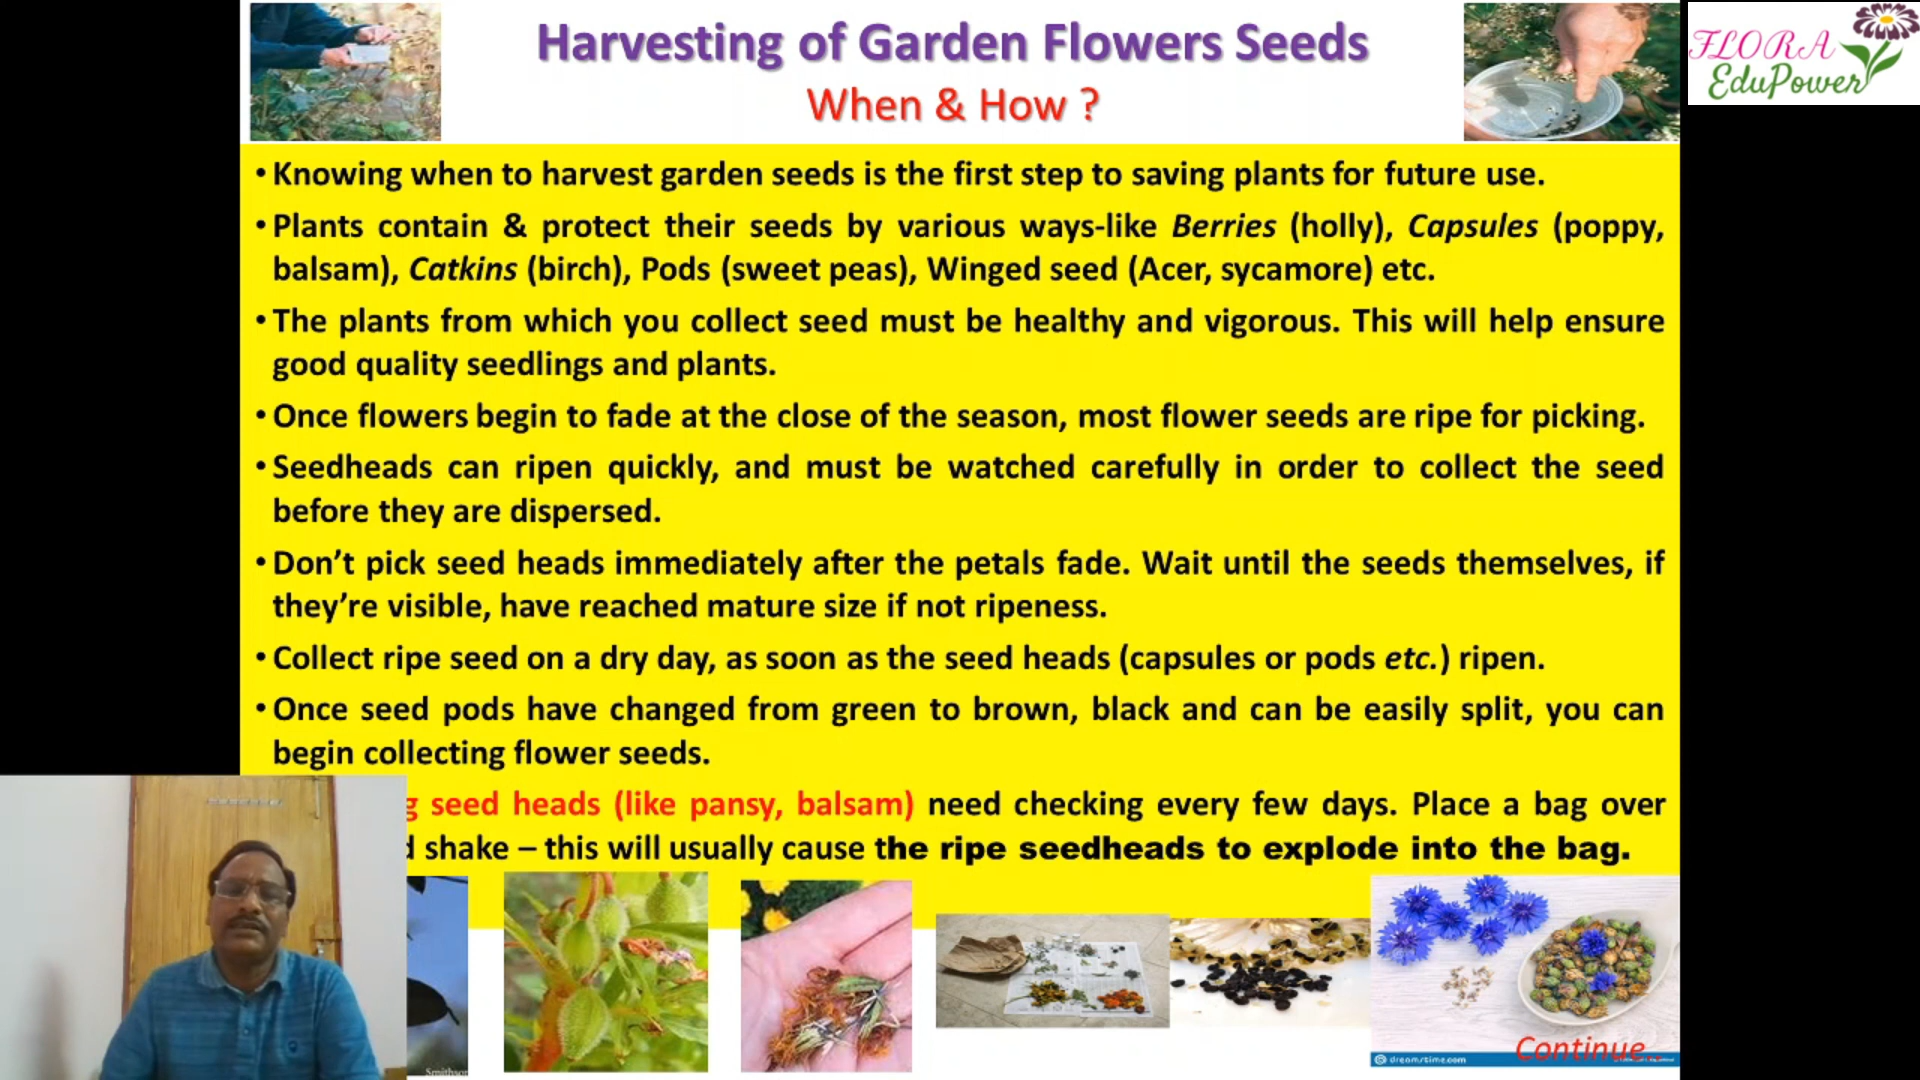 Harvesting of Garden Flowers Seeds
When & How ?
FLORA
EduPower
• Knowing when to harvest garden seeds is the first step to saving plants for future use.
• Plants contain & protect their seeds by various ways-like Berries (holly), Capsules (poppy,
balsam), Catkins (birch), Pods (sweet peas), Winged seed (Acer, sycamore) etc.
• The plants from which you collect seed must be healthy and vigorous. This will help ensure
good quality seedlings and plants.
• Once flowers begin to fade at the close of the season, most flower seeds are ripe for picking.
• Seedheads can ripen quickly, and must be watched carefully in order to collect the seed
before they are dispersed.
• Don’t pick seed heads immediately after the petals fade. Wait until the seeds themselves, if
they’re visible, have reached mature size if not ripeness.
• Collect ripe seed on a dry day, as soon as the seed heads (capsules or pods etc.) ripen.
• Once seed pods have changed from green to brown, black and can be easily split, you can
begin collecting flower seeds.
seed heads (like pansy, balsam) need checking every few days. Place a bag over
shake – this will usually cause the ripe seedheads to explode into the bag.
Continue..
dreamstime.com